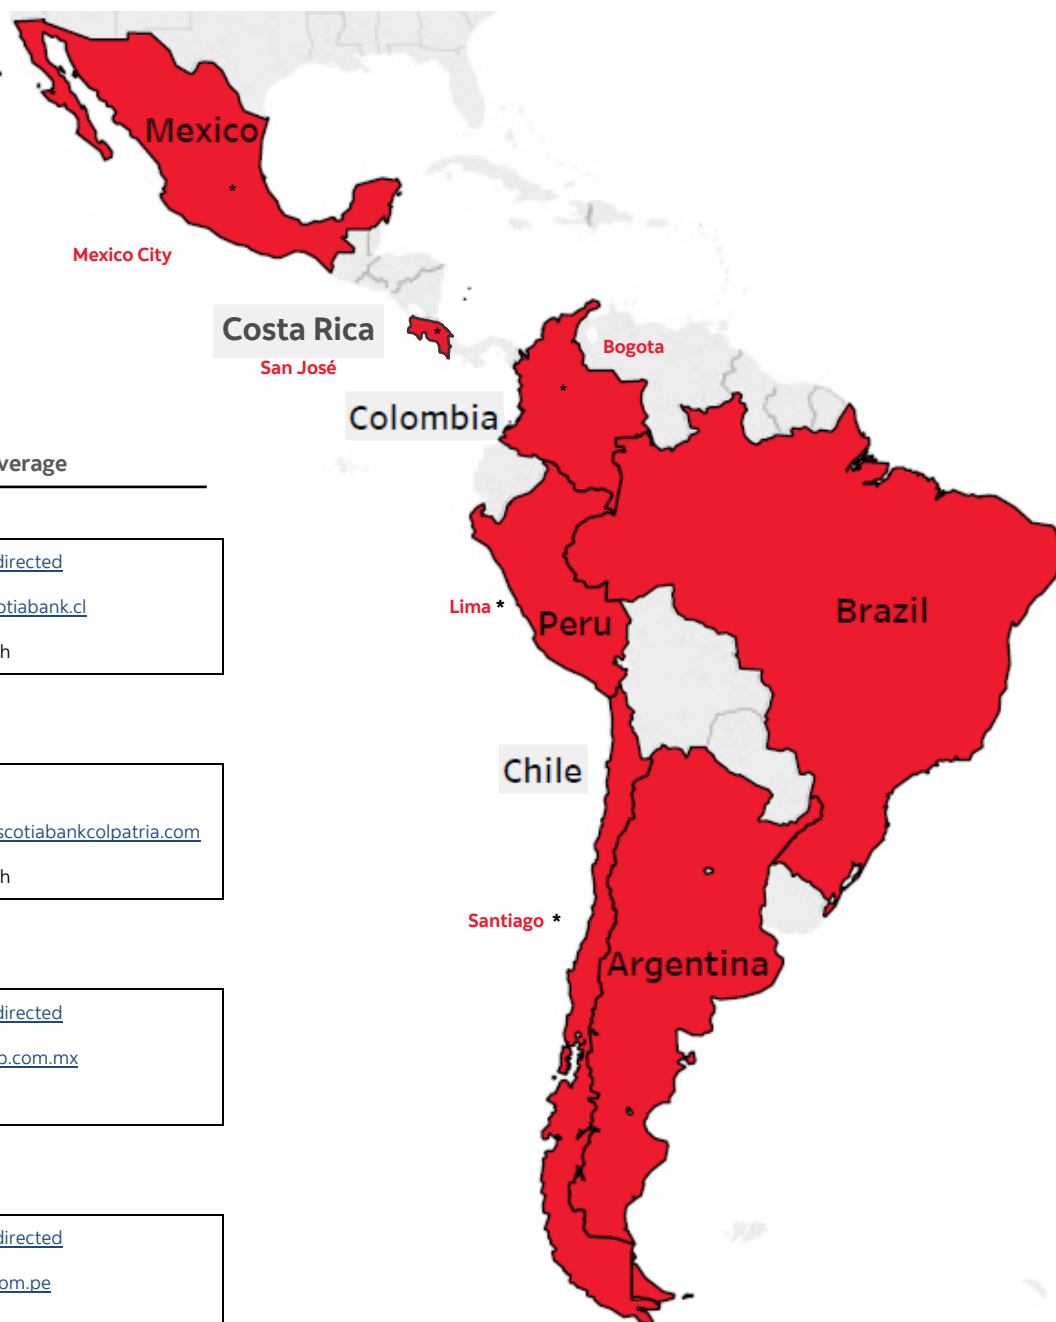 Mexico
*
Mexico City
Costa Rica
*
San José
Bogota
*
Colombia
verage
directed
otiabank.cl
h
Lima *
Peru
Brazil
Chile
scotiabankcolpatria.com
h
Santiago *
Argentina
directed
o.com.mx
directed
om.pe